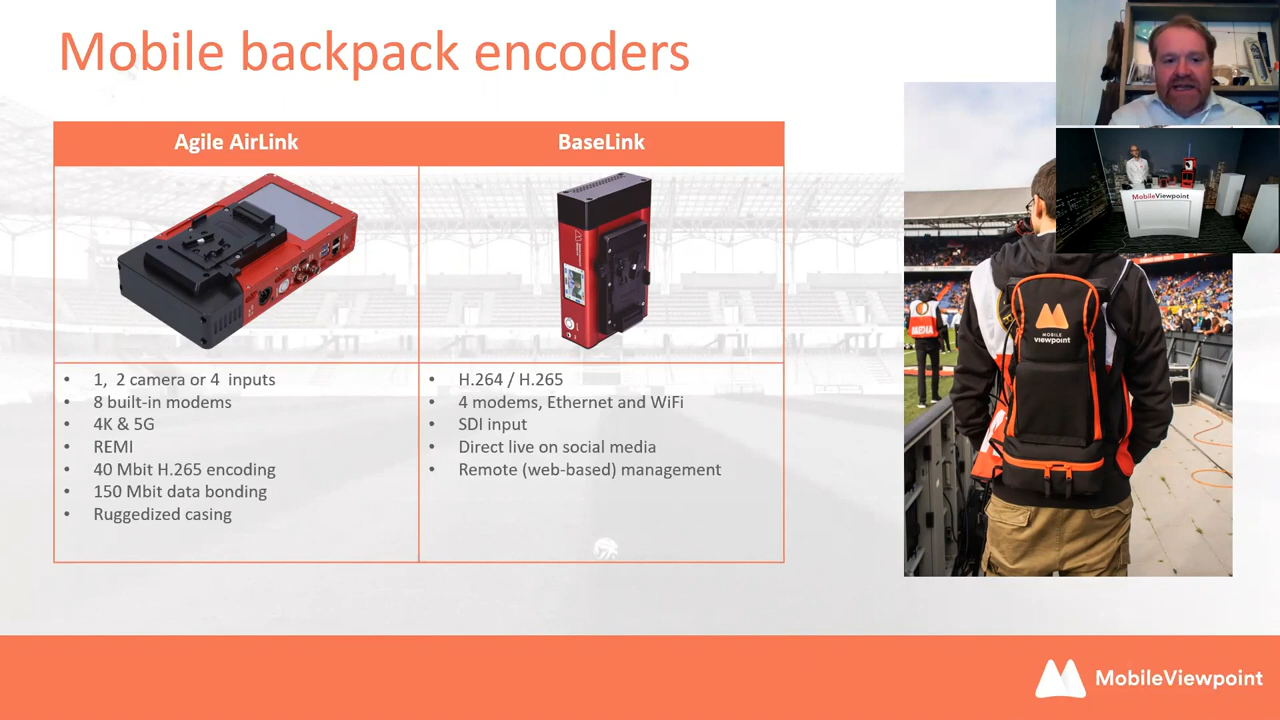 Mobile backpack encoders
Agile AirLink
BaseLink
• 1, 2 camera or 4 inputs
• 8 built-in modems
• 4K & 5G
• REMI
• 40 Mbit H.265 encoding
• 150 Mbit data bonding
• Ruggedized casing
• H.264 / H.265
• 4 modems, Ethernet and WiFi
• SDI input
• Direct live on social media
• Remote (web-based) management
MobileViewpoint
MOBILE
viewpoint
MEDIA
MobileViewpoint